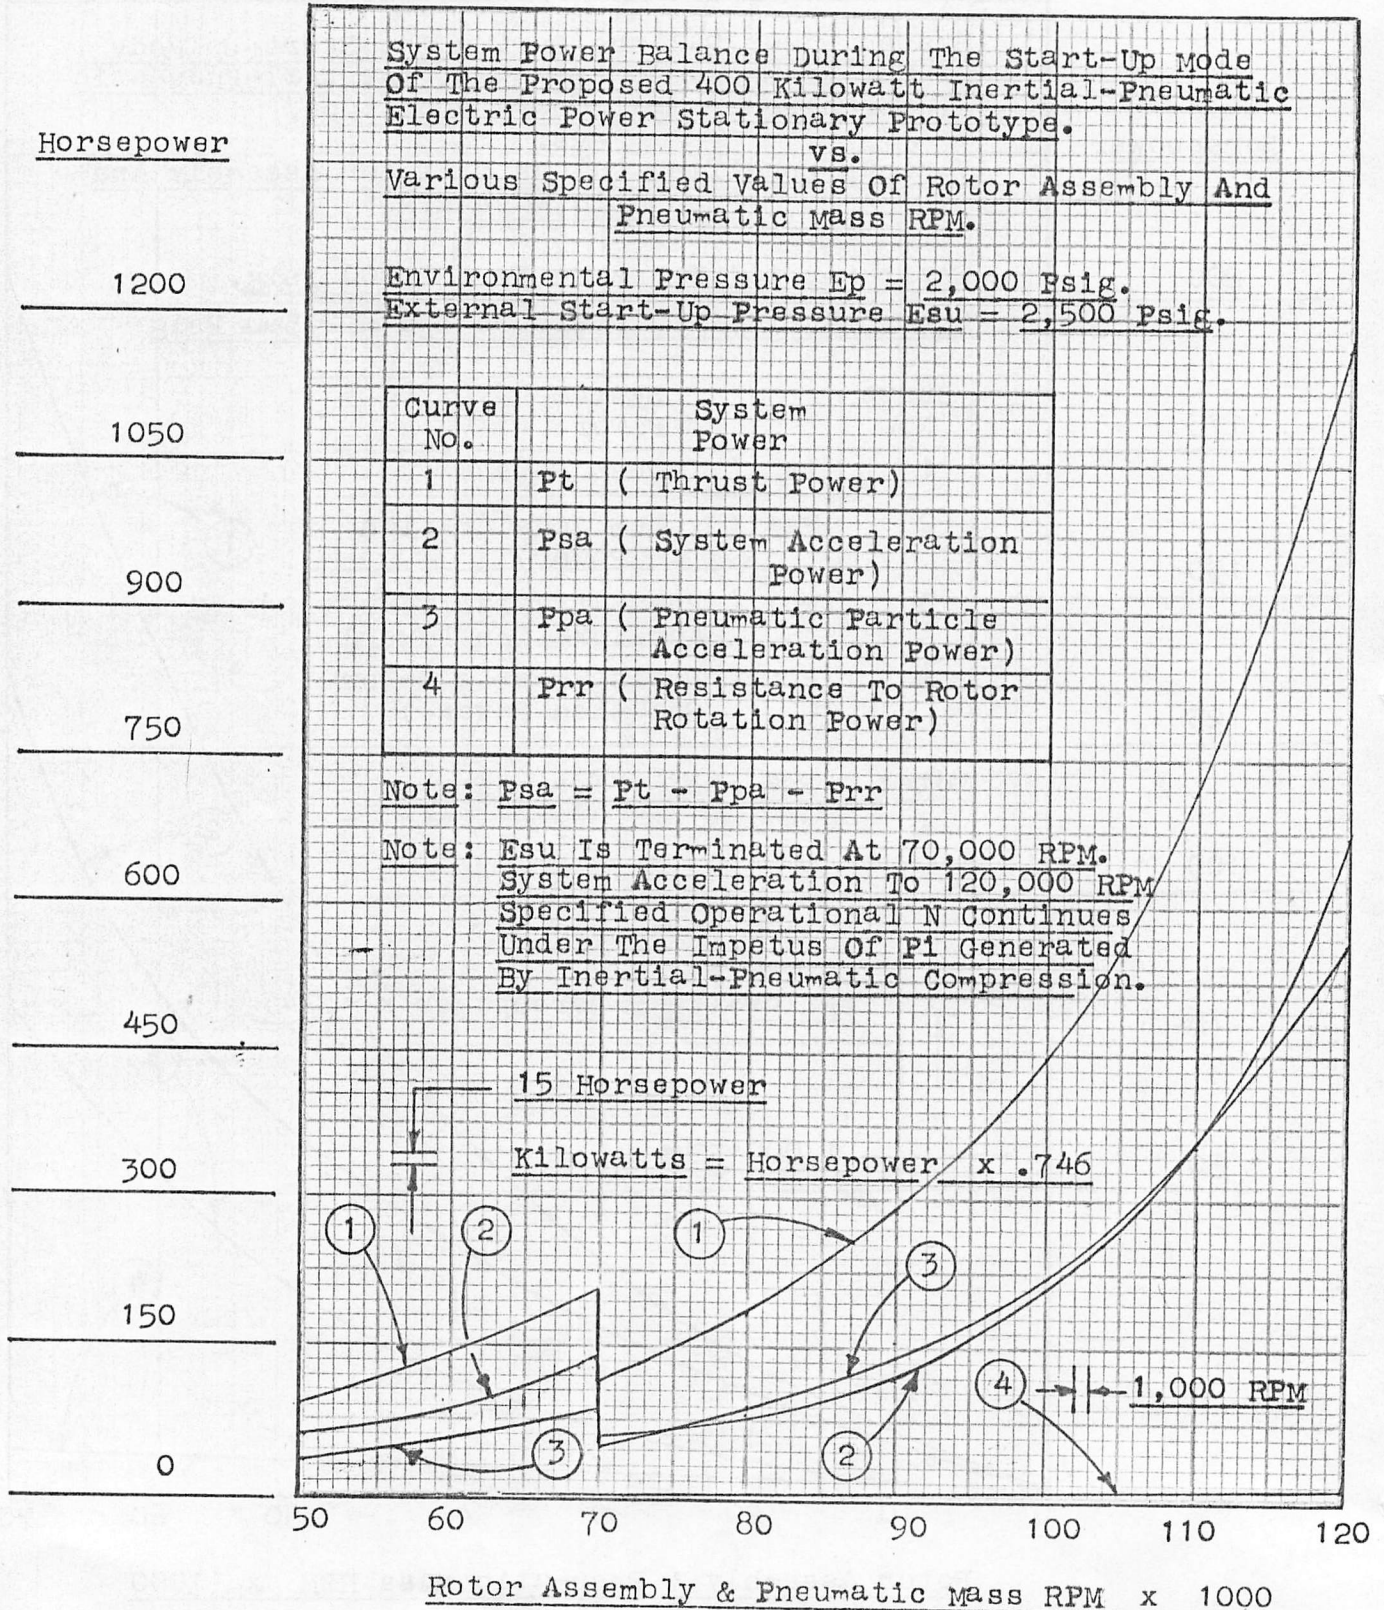 System Power Balance During The Start-Up Mode
Of The Proposed 400 Kilowatt Inertial-Pneumatic
Electric Power Stationary Prototype.
vs.
Various Specified Values Of Rotor Assembly And
Pneumatic Mass RPM.
Environmental Pressure Ep = 2,000 Psig.
External Start-Up Pressure Esu = 2,500 Psig.
Horsepower
1200
1050
900
750
600
450
300
150
0
Curve No. System Power
1 Pt ( Thrust Power)
2 Psa ( System Acceleration
Power)
3 Ppa ( Pneumatic Particle
Acceleration Power)
4 Prr ( Resistance To Rotor
Rotation Power)
Note: Psa = Pt - Ppa - Prr
Note: Esu Is Terminated At 70,000 RPM.
System Acceleration To 120,000 RPM
Specified Operational N Continues
Under The Impetus Of Pi Generated
By Inertial-Pneumatic Compression.
15 Horsepower
Kilowatts = Horsepower x .746
1
2
1
3
3
2
4
1,000 RPM
50 60 70 80 90 100 110 120
Rotor Assembly & Pneumatic Mass RPM x 1000